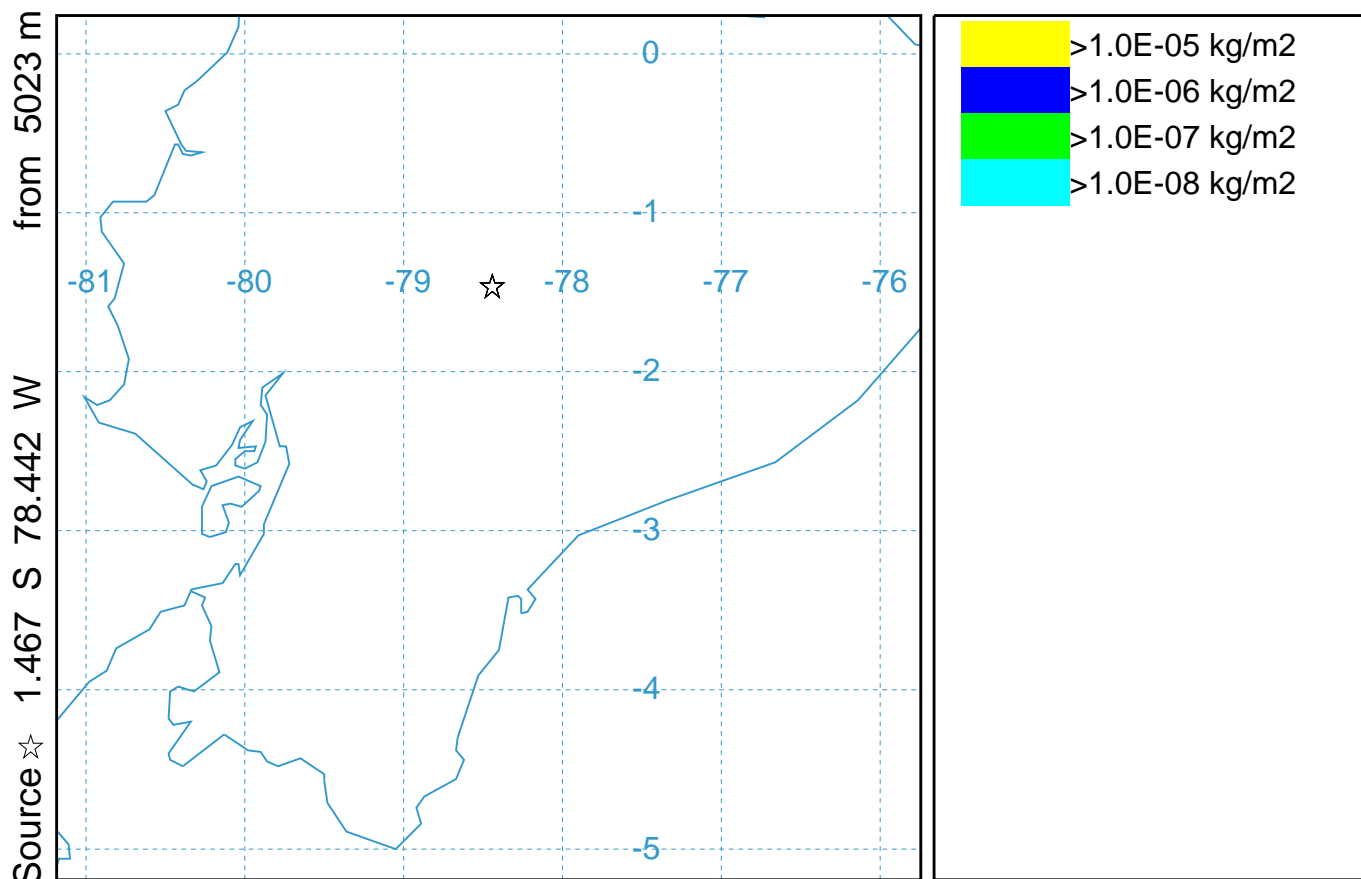 Source ☆ 1.467 S 78.442 W from 5023 m
0
-1
-81 -80 -79 -78 -77 -76
-2
-3
-4
-5
>1.0E-05 kg/m2
>1.0E-06 kg/m2
>1.0E-07 kg/m2
>1.0E-08 kg/m2